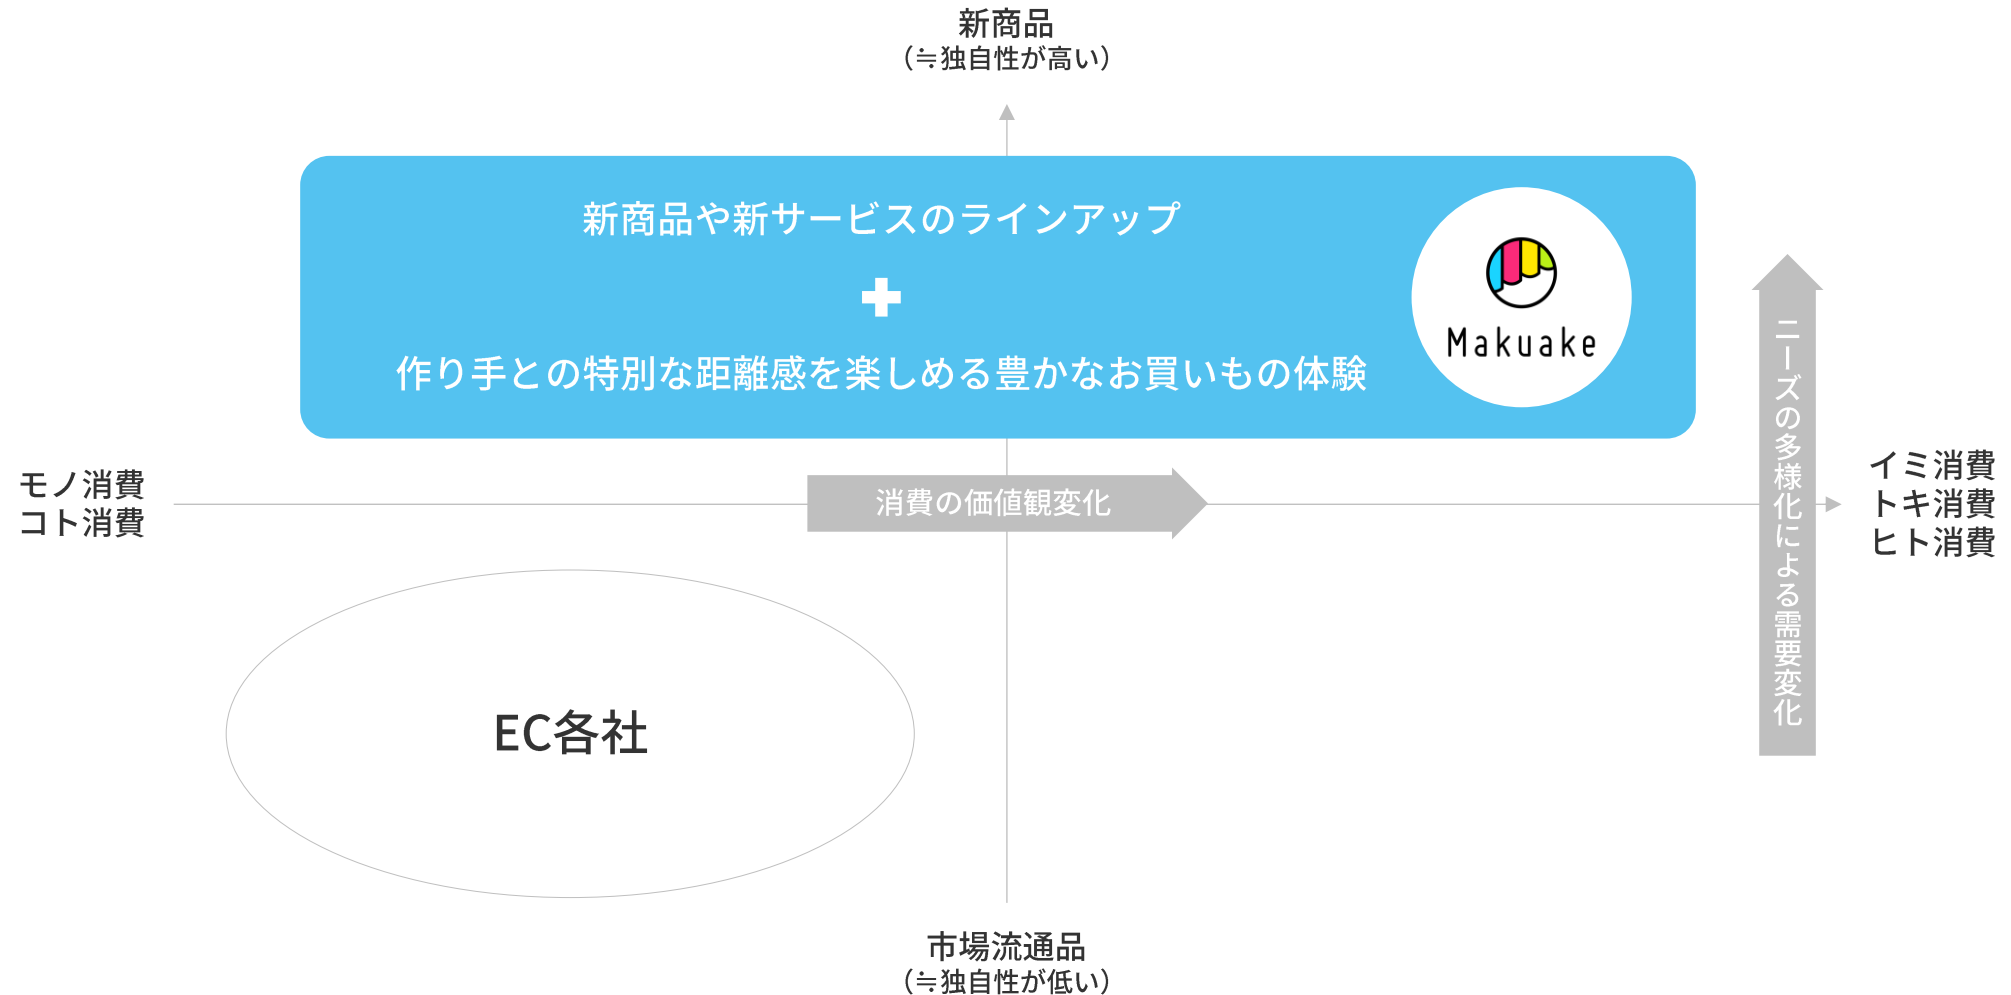 新商品
（≒独自性が高い）
新商品や新サービスのラインアップ
作り手との特別な距離感を楽しめる豊かなお買いもの体験
Makuake
モノ消費
コト消費
消費の価値観変化
ニーズの多様化による需要変化
イミ消費
トキ消費
ヒト消費
EC各社
市場流通品
（≒独自性が低い）